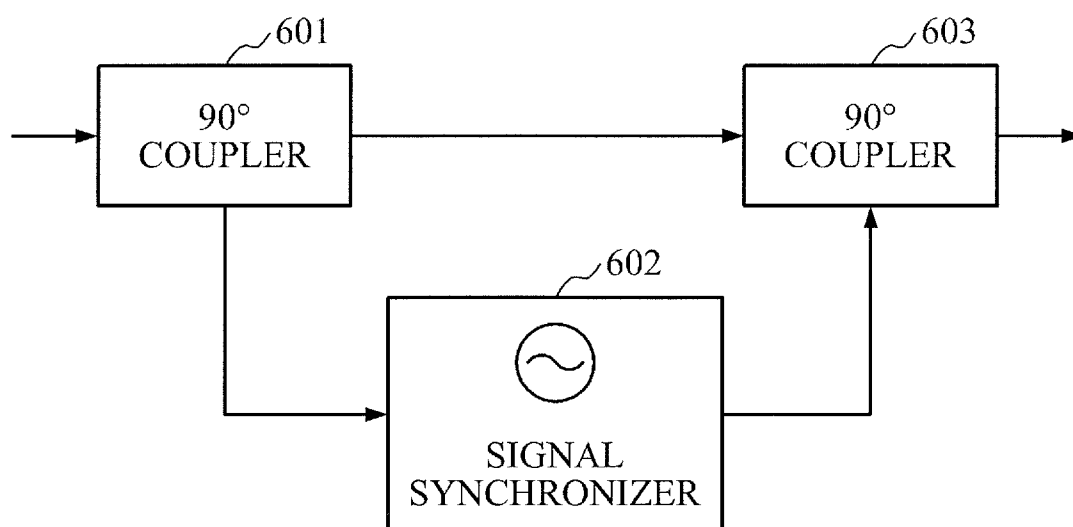 601
603
90°
COUPLER
90°
COUPLER
602
SIGNAL
SYNCHRONIZER